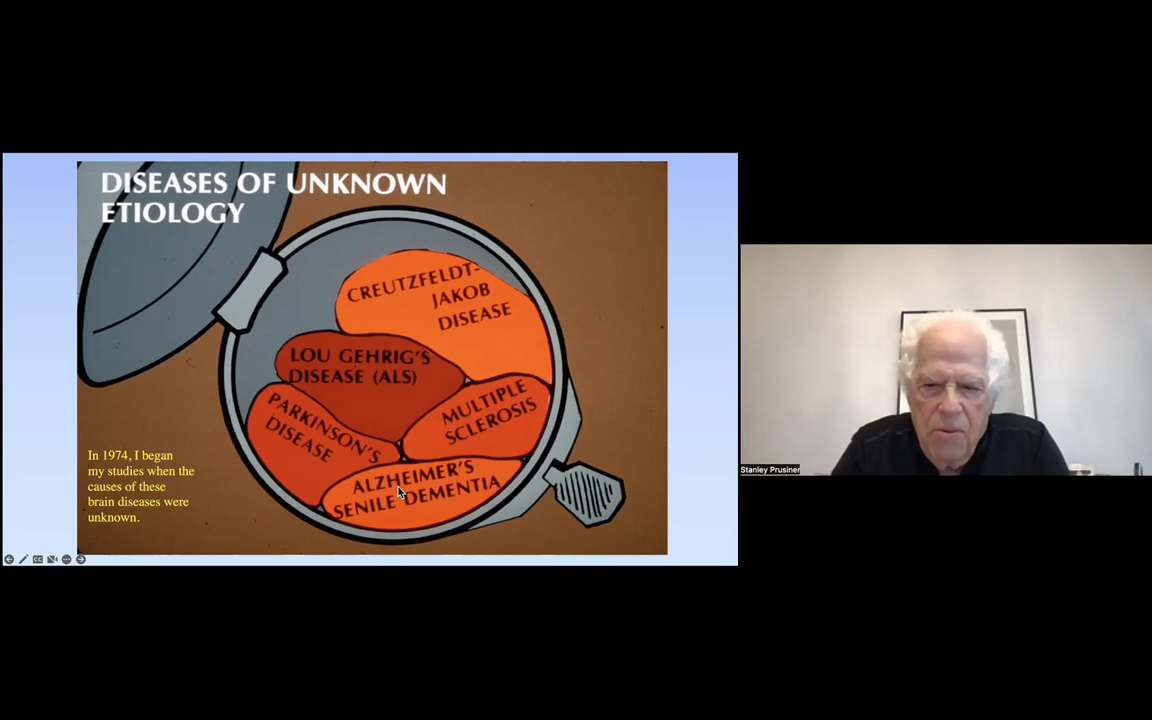 DISEASES OF UNKNOWN
ETIOLOGY
CREUTZFELDT-
JAKOB
DISEASE
LOU GEHRIG'S
DISEASE (ALS)
MULTIPLE
SCLEROSIS
PARKINSON'S
DISEASE
ALZHEIMER'S
SENILE DEMENTIA
In 1974, I began
my studies when the
causes of these
brain diseases were
unknown.
Stanley Prusiner